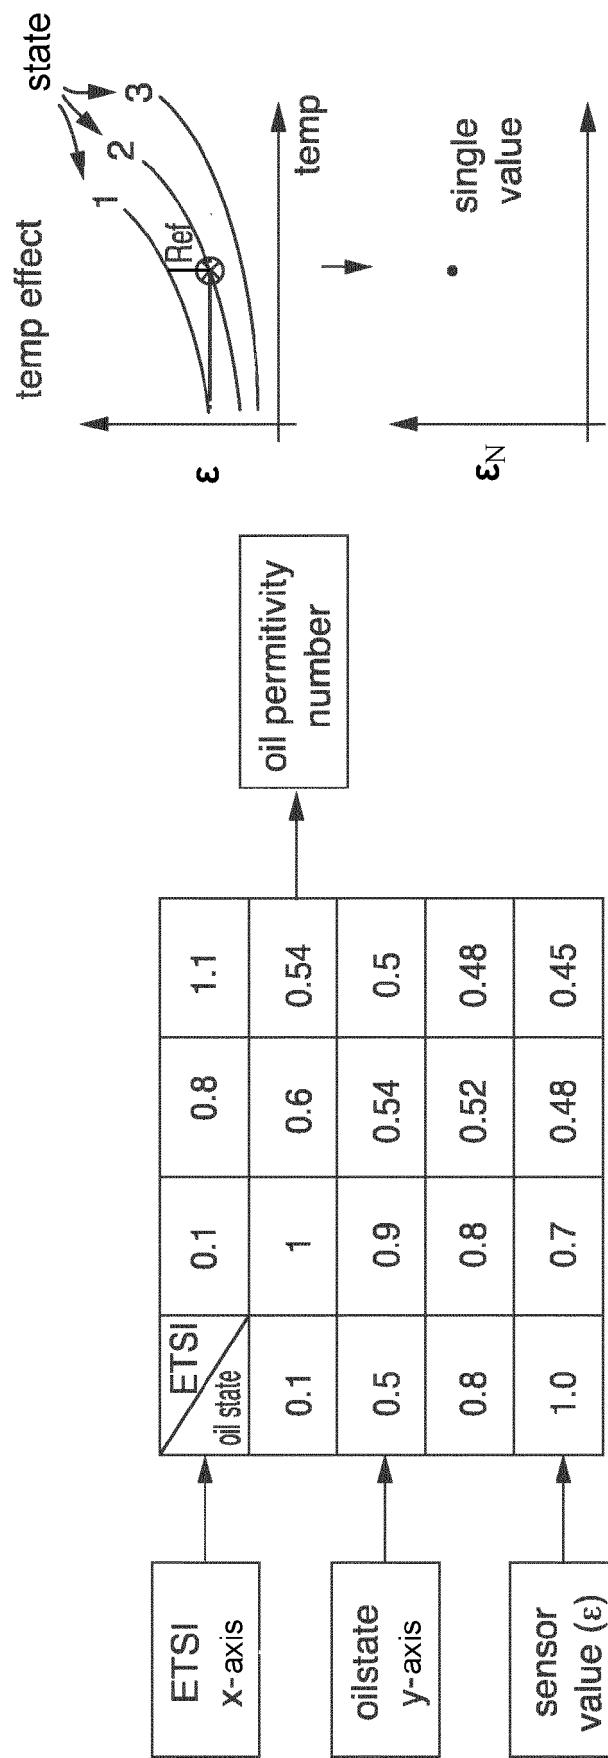 ETSI
x-axis
oilstate
y-axis
sensor
value (ε)
ETSI
oil state
0.1 0.8 1.1
0.1 1 0.6 0.54
0.5 0.9 0.54 0.5
0.8 0.8 0.52 0.48
1.0 0.7 0.48 0.45
oil permitivity
number
temp effect
state
1
2
3
Ref
ε
temp
single
value
εN